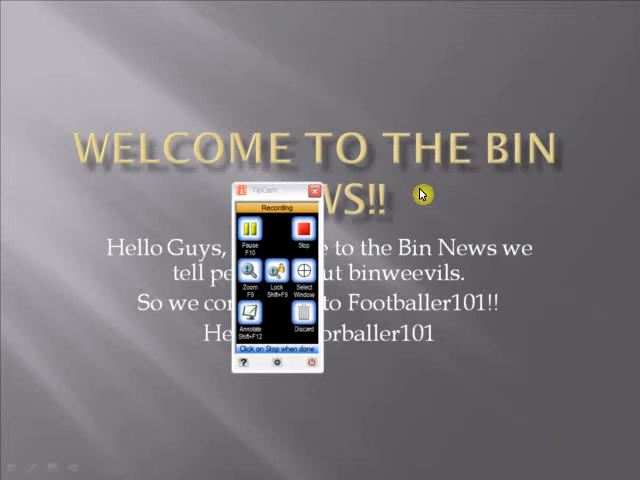 WELCOME TO THE BIN
WS!!
Hello Guys, e to the Bin News we
tell pe ut binweevils.
So we con to Footballer101!!
He orballer101
TipCam
Recording
Pause
F10
Stop
Zoom
F9
Lock
Shift+F9
Select
Window
Annotate
Shift+F12
Discard
Click on Stop when done
?